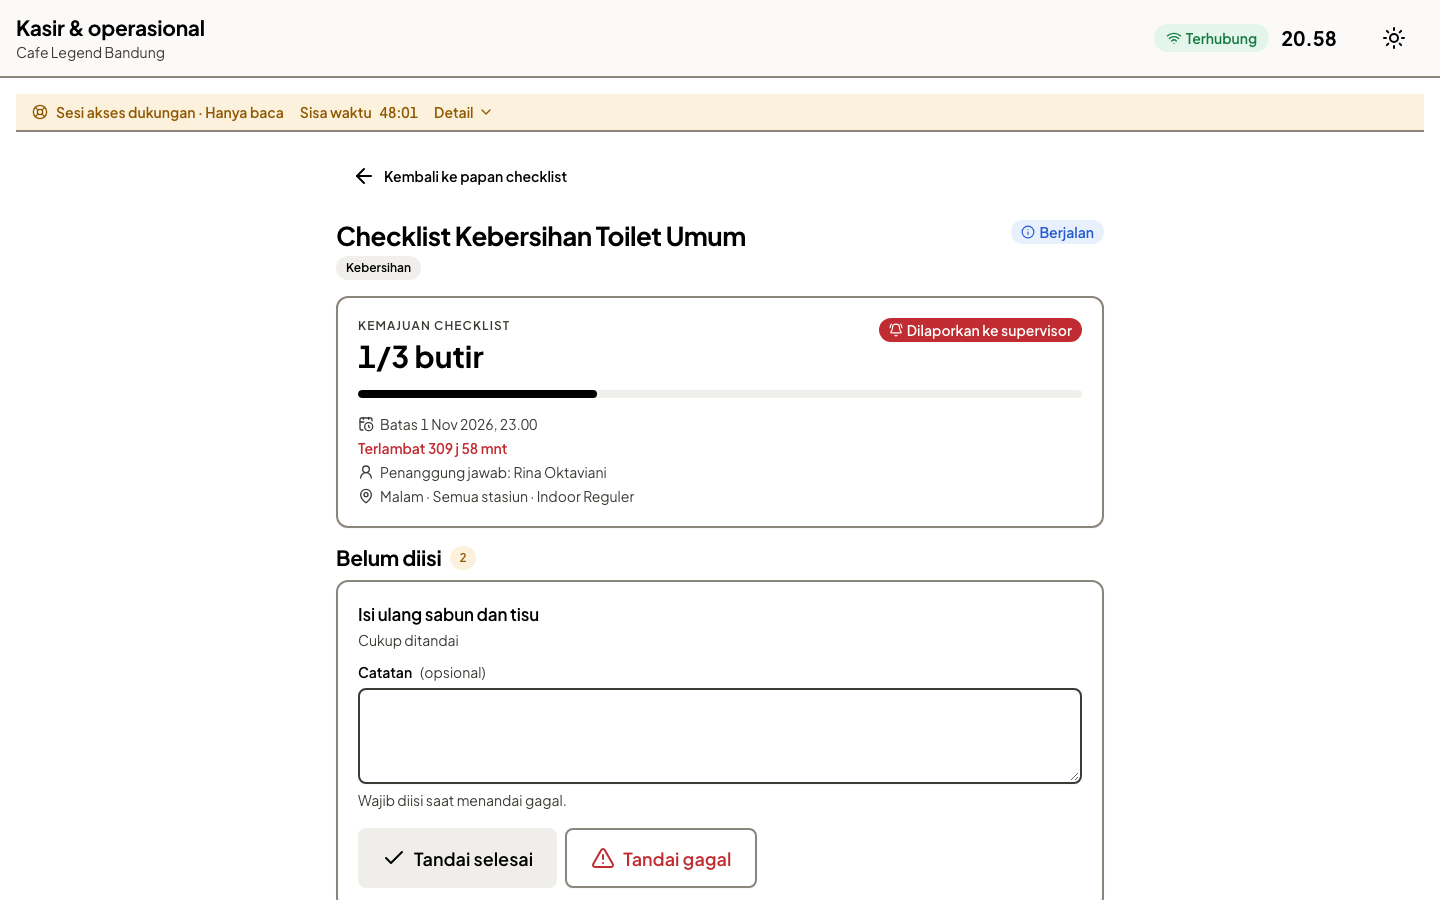 Kasir & operasional
Cafe Legend Bandung
Terhubung
20.58
Sesi akses dukungan · Hanya baca Sisa waktu 48:01 Detail
Kembali ke papan checklist
Checklist Kebersihan Toilet Umum
Berjalan
Kebersihan
KEMAJUAN CHECKLIST
Dilaporkan ke supervisor
1/3 butir
Batas 1 Nov 2026, 23.00
Terlambat 309 j 58 mnt
Penanggung jawab: Rina Oktaviani
Malam · Semua stasiun · Indoor Reguler
Belum diisi 2
Isi ulang sabun dan tisu
Cukup ditandai
Catatan (opsional)
Wajib diisi saat menandai gagal.
Tandai selesai
Tandai gagal